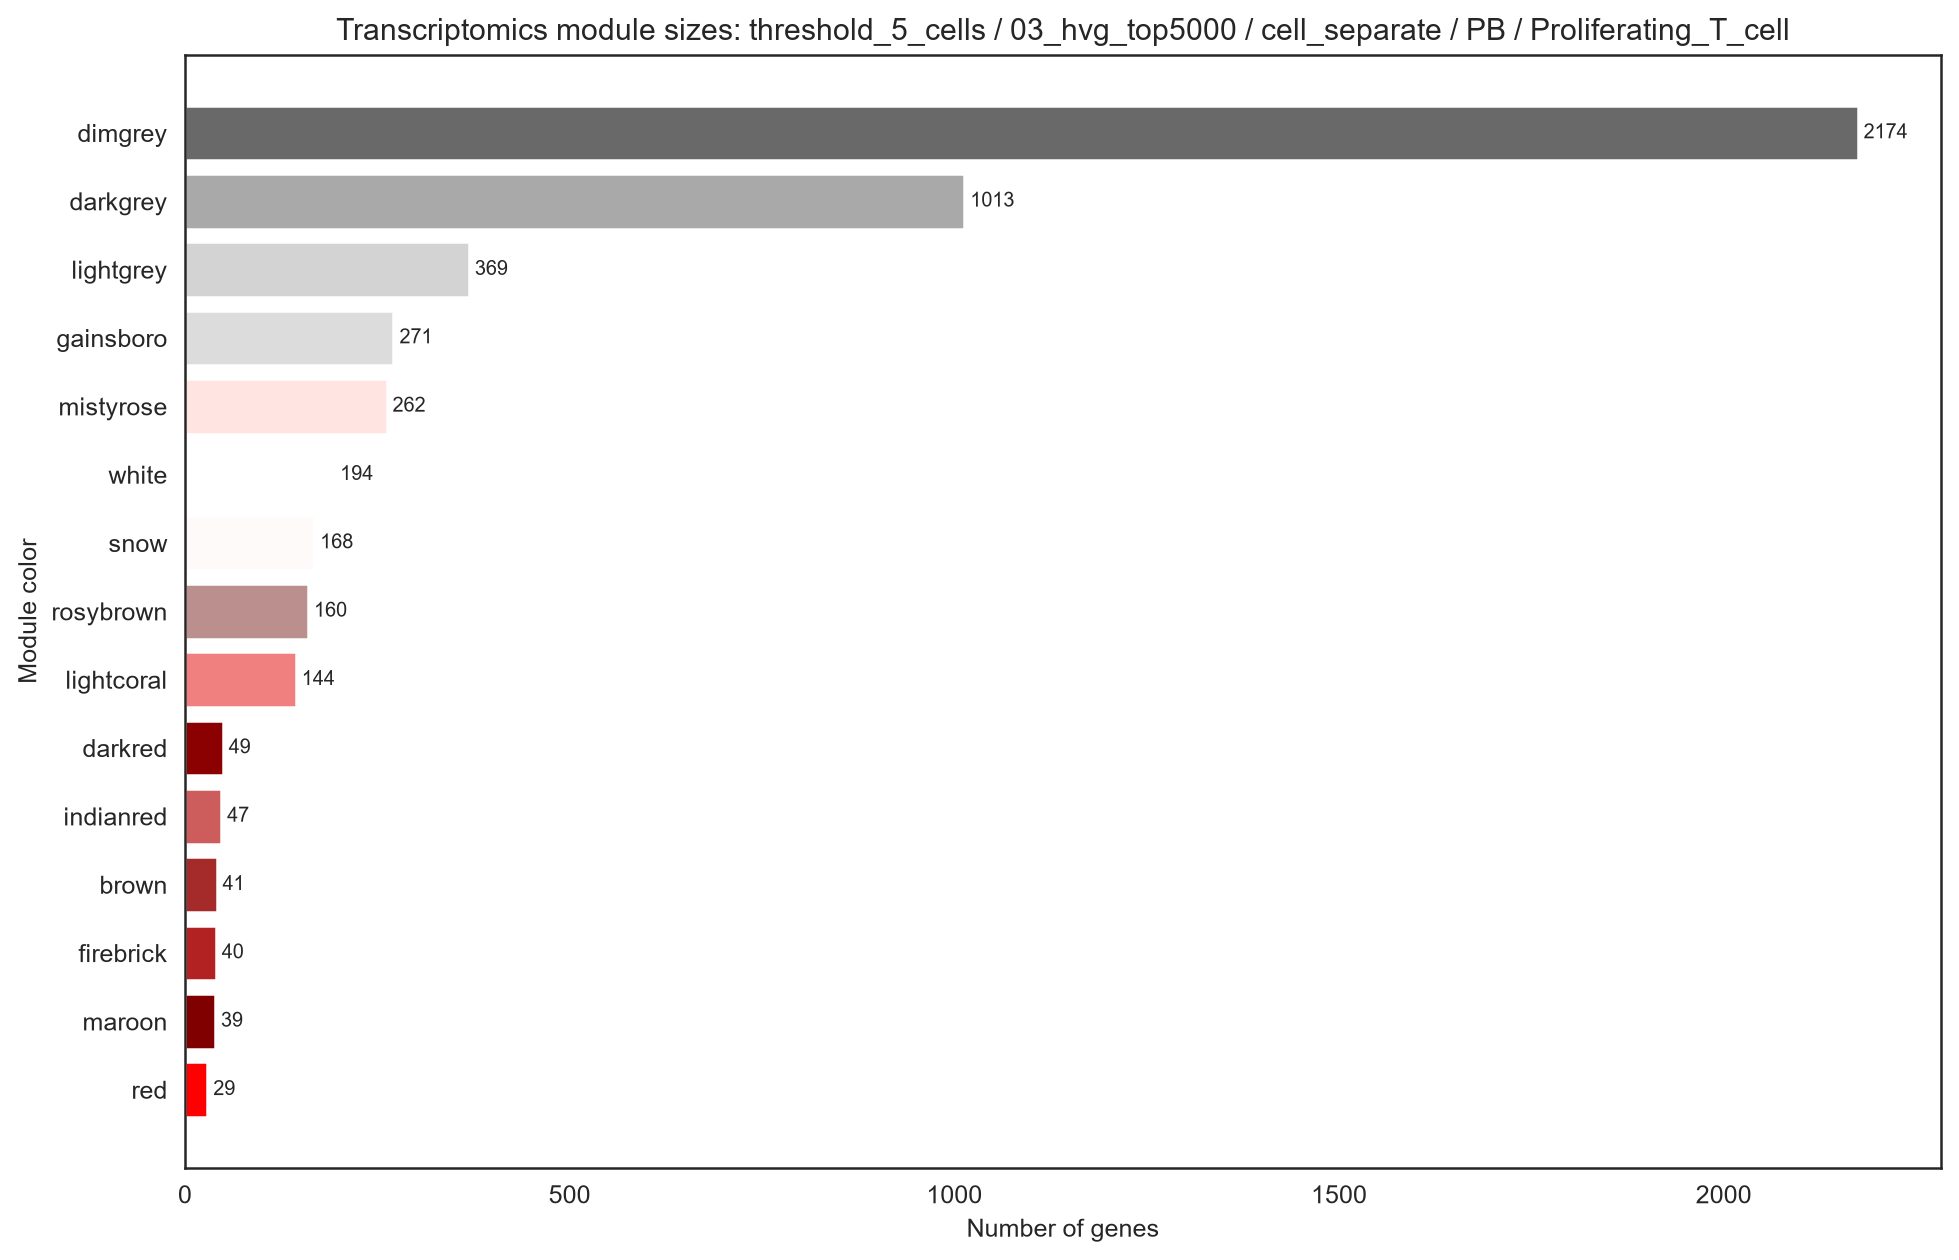 Transcriptomics module sizes: threshold_5_cells / 03_hvg_top5000 / cell_separate / PB / Proliferating_T_cell
Module color
dimgrey 2174
darkgrey 1013
lightgrey 369
gainsboro 271
mistyrose 262
white 194
snow 168
rosybrown 160
lightcoral 144
darkred 49
indianred 47
brown 41
firebrick 40
maroon 39
red 29
0 500 1000 1500 2000
Number of genes